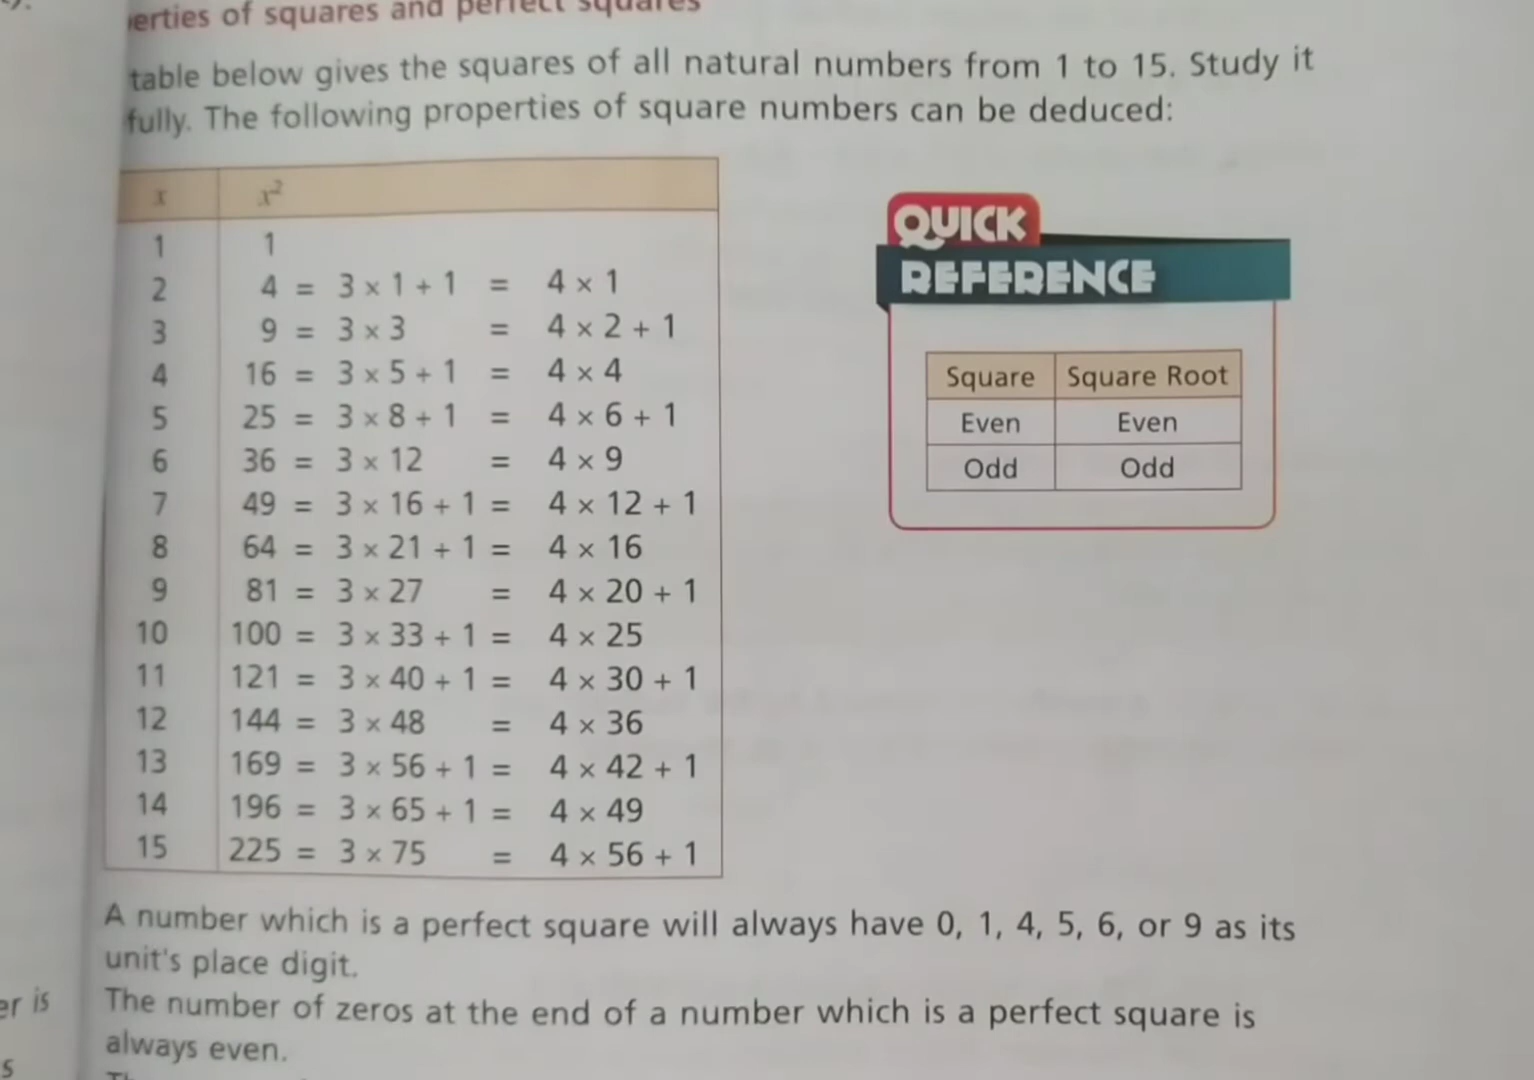 erties of squares and perfect squares
table below gives the squares of all natural numbers from 1 to 15. Study it
fully. The following properties of square numbers can be deduced:
x x²
1 1
2 4 = 3 × 1 + 1 = 4 × 1
3 9 = 3 × 3 = 4 × 2 + 1
4 16 = 3 × 5 + 1 = 4 × 4
5 25 = 3 × 8 + 1 = 4 × 6 + 1
6 36 = 3 × 12 = 4 × 9
7 49 = 3 × 16 + 1 = 4 × 12 + 1
8 64 = 3 × 21 + 1 = 4 × 16
9 81 = 3 × 27 = 4 × 20 + 1
10 100 = 3 × 33 + 1 = 4 × 25
11 121 = 3 × 40 + 1 = 4 × 30 + 1
12 144 = 3 × 48 = 4 × 36
13 169 = 3 × 56 + 1 = 4 × 42 + 1
14 196 = 3 × 65 + 1 = 4 × 49
15 225 = 3 × 75 = 4 × 56 + 1
QUICK
REFERENCE
Square Square Root
Even Even
Odd Odd
A number which is a perfect square will always have 0, 1, 4, 5, 6, or 9 as its
unit's place digit.
er is
The number of zeros at the end of a number which is a perfect square is
always even.
s